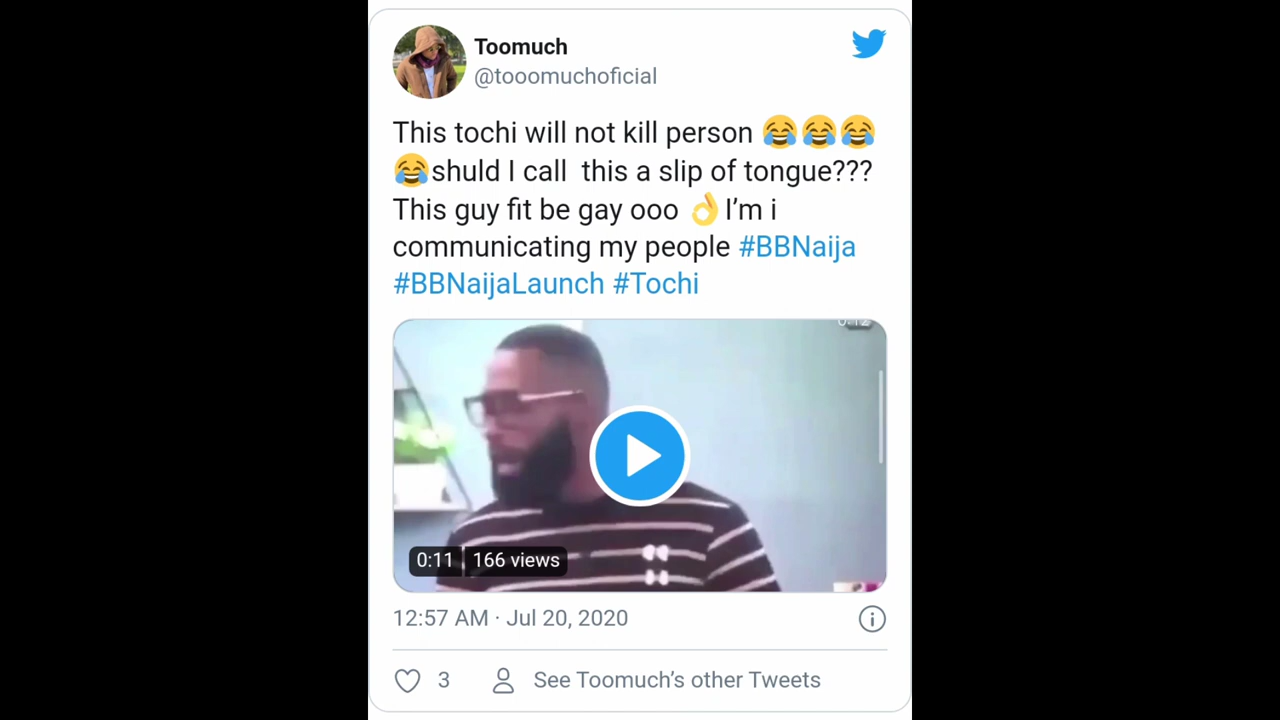 Toomuch
@tooomuchoficial
This tochi will not kill person 😂😂😂
😂shuld I call  this a slip of tongue???
This guy fit be gay ooo 👌I’m i
communicating my people #BBNaija
#BBNaijaLaunch #Tochi
0:12
0:11 166 views
12:57 AM · Jul 20, 2020
3 See Toomuch’s other Tweets